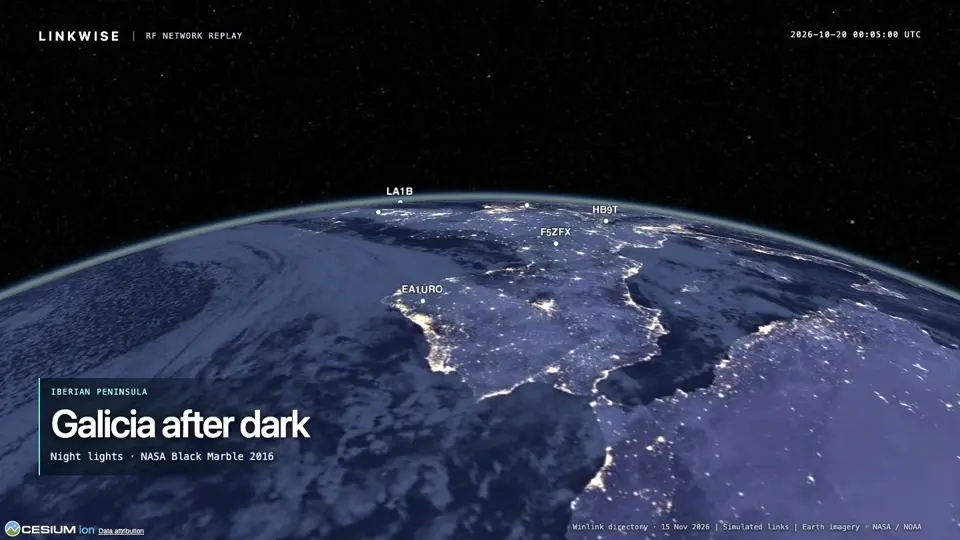 LINKWISE | RF NETWORK REPLAY
2026-10-20 00:05:00 UTC
LA1B
HB9T
F5ZFX
EA1URO
IBERIAN PENINSULA
Galicia after dark
Night lights · NASA Black Marble 2016
CESIUM ion Data attribution
Winlink directory · 15 Nov 2026 | Simulated links | Earth imagery · NASA / NOAA